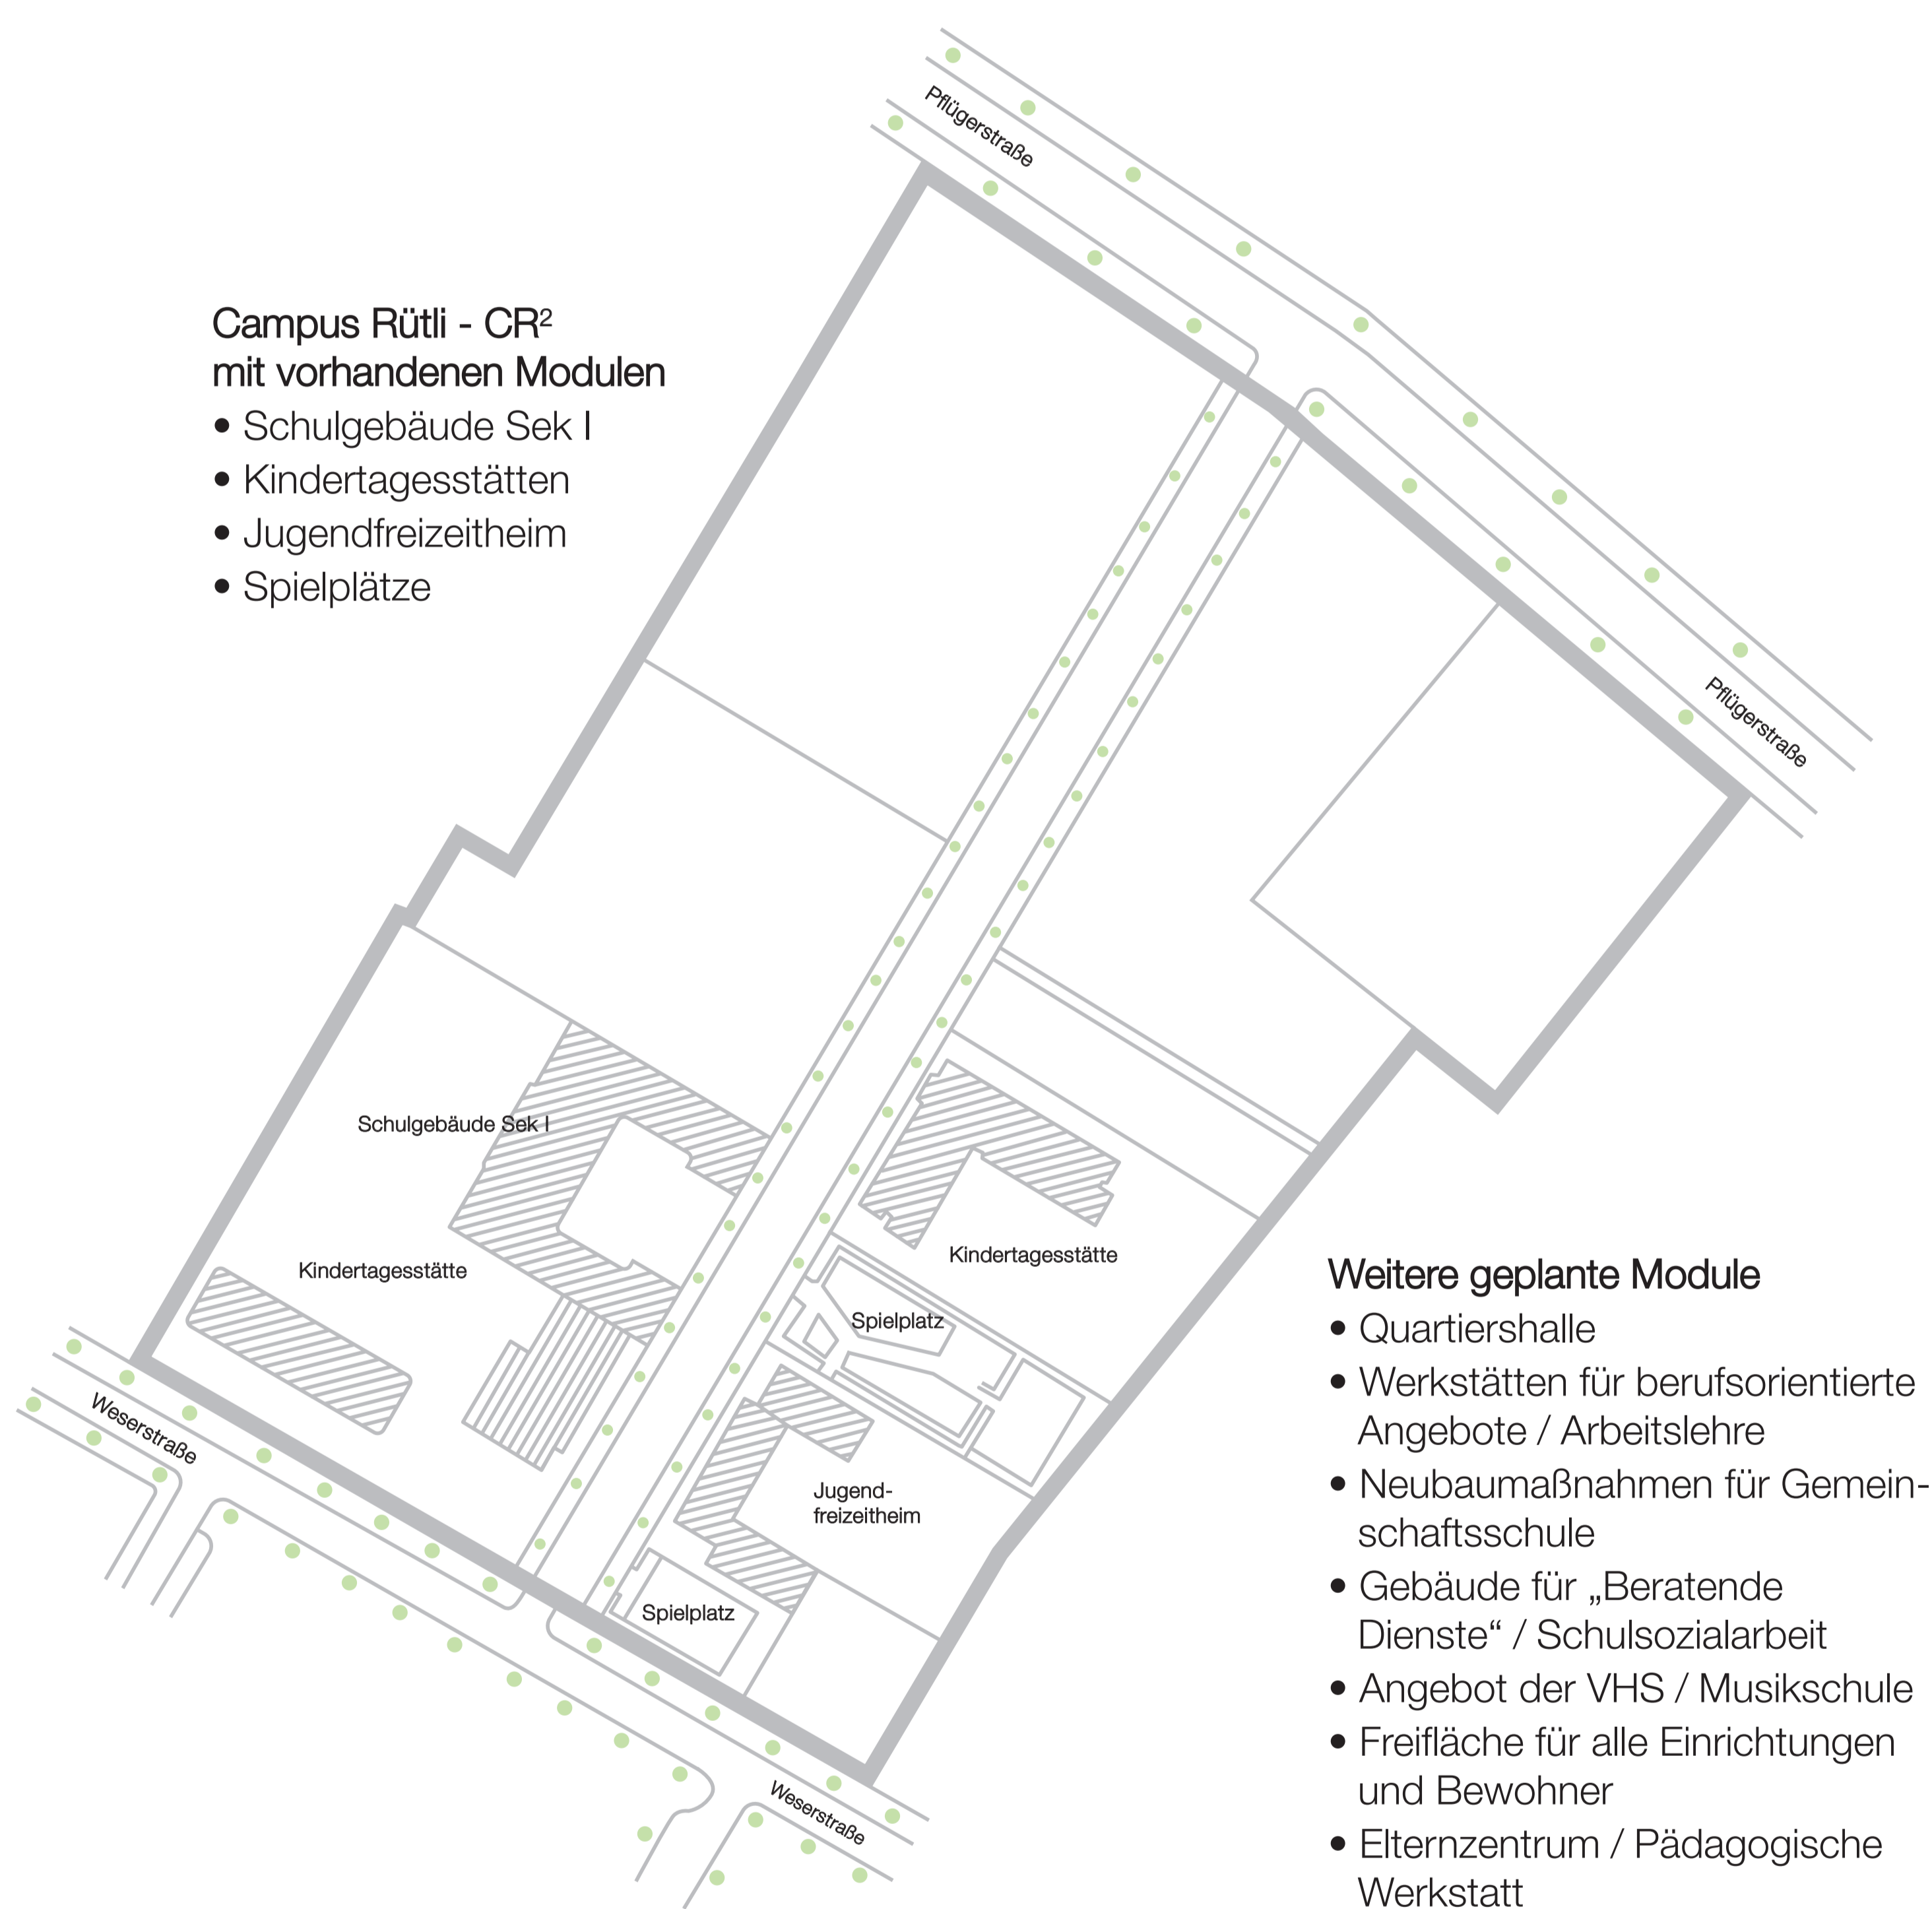 Pflügerstraße
Campus Rütli - CR²
mit vorhandenen Modulen
• Schulgebäude Sek I
• Kindertagesstätten
• Jugendfreizeitheim
• Spielplätze
Pflügerstraße
Schulgebäude Sek I
Kindertagesstätte
Kindertagesstätte
Spielplatz
Weserstraße
Jugend-
freizeitheim
Spielplatz
Weserstraße
Weitere geplante Module
• Quartiershalle
• Werkstätten für berufsorientierte
Angebote / Arbeitslehre
• Neubaumaßnahmen für Gemein-
schaftsschule
• Gebäude für „Beratende
Dienste“ / Schulsozialarbeit
• Angebot der VHS / Musikschule
• Freifläche für alle Einrichtungen
und Bewohner
• Elternzentrum / Pädagogische
Werkstatt